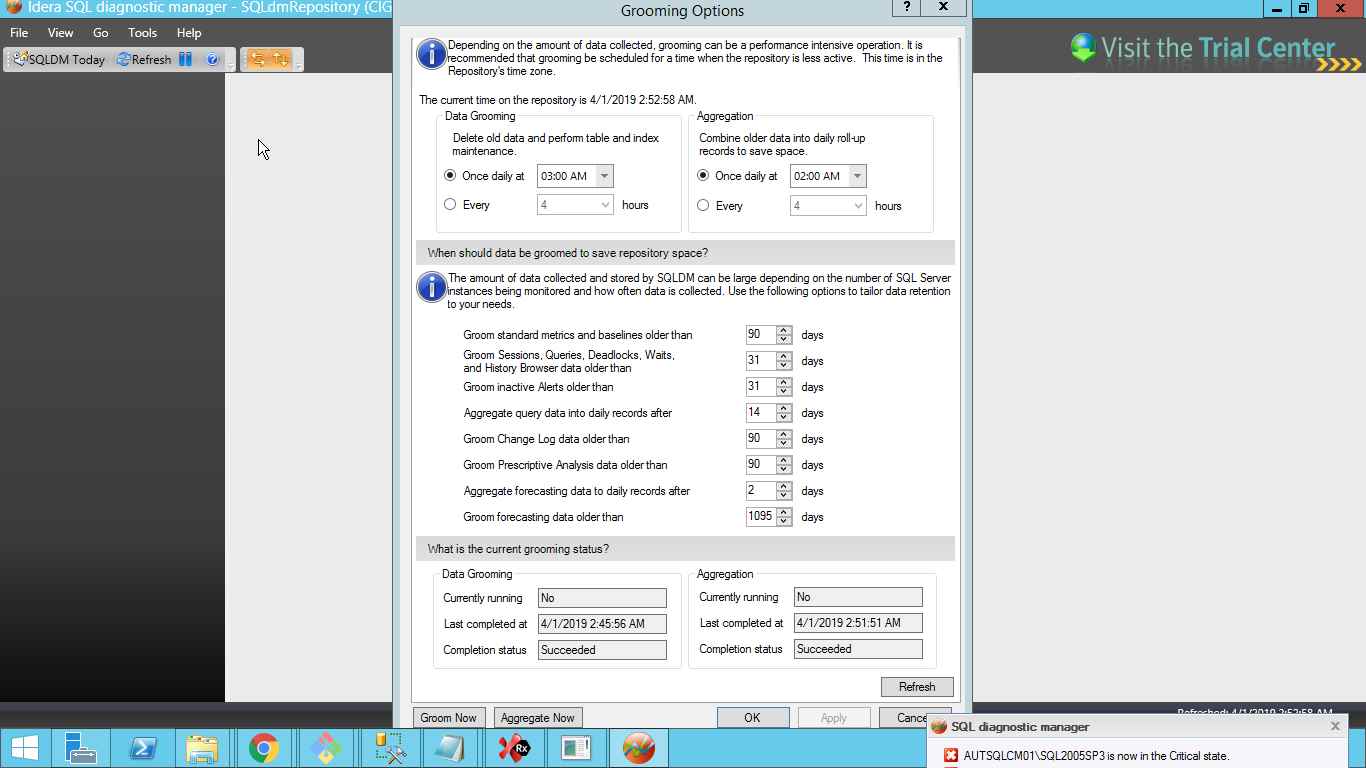 Idera SQL diagnostic manager - SQLdmRepository (CIG
Grooming Options
?
X
File View Go Tools Help
SQLDM Today Refresh
Visit the Trial Center
Depending on the amount of data collected, grooming can be a performance intensive operation. It is
recommended that grooming be scheduled for a time when the repository is less active. This time is in the
Repository's time zone.
The current time on the repository is 4/1/2019 2:52:58 AM.
Data Grooming
Delete old data and perform table and index
maintenance.
Once daily at 03:00 AM
Every 4 hours
Aggregation
Combine older data into daily roll-up
records to save space.
Once daily at 02:00 AM
Every 4 hours
When should data be groomed to save repository space?
The amount of data collected and stored by SQLDM can be large depending on the number of SQL Server
instances being monitored and how often data is collected. Use the following options to tailor data retention
to your needs.
Groom standard metrics and baselines older than 90 days
Groom Sessions, Queries, Deadlocks, Waits,
and History Browser data older than 31 days
Groom inactive Alerts older than 31 days
Aggregate query data into daily records after 14 days
Groom Change Log data older than 90 days
Groom Prescriptive Analysis data older than 90 days
Aggregate forecasting data to daily records after 2 days
Groom forecasting data older than 1095 days
What is the current grooming status?
Data Grooming
Currently running No
Last completed at 4/1/2019 2:45:56 AM
Completion status Succeeded
Aggregation
Currently running No
Last completed at 4/1/2019 2:51:51 AM
Completion status Succeeded
Refresh
Groom Now Aggregate Now OK Apply Cance
Refreshed: 4/1/2019 2:52:58 AM
SQL diagnostic manager
AUTSQLCM01\SQL2005SP3 is now in the Critical state.
Rx